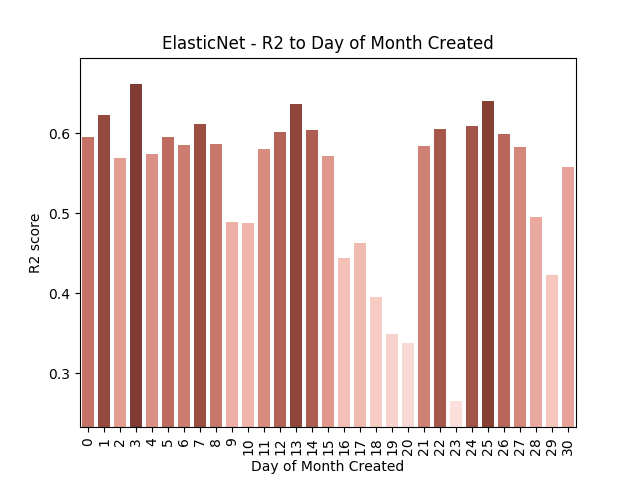 ElasticNet - R2 to Day of Month Created
R2 score
0.6
0.5
0.4
0.3
0 1 2 3 4 5 6 7 8 9 10 11 12 13 14 15 16 17 18 19 20 21 22 23 24 25 26 27 28 29 30
Day of Month Created